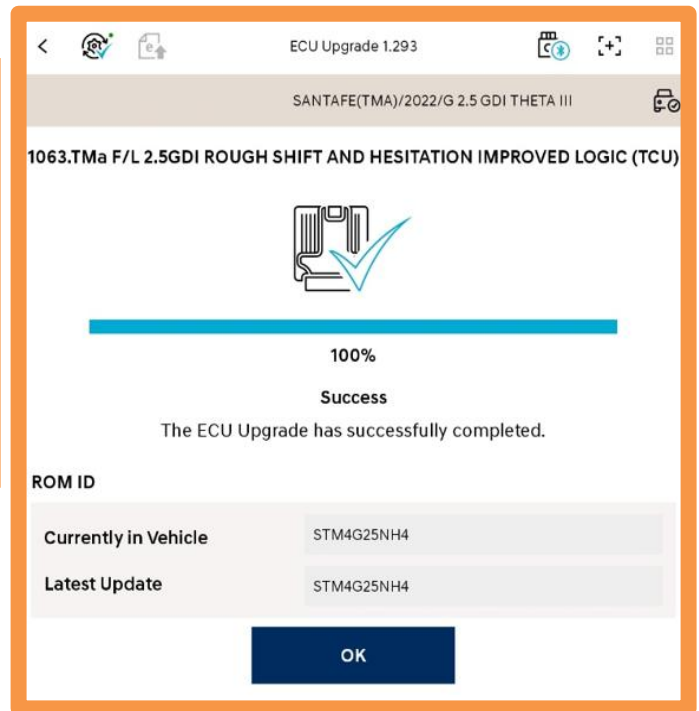 ECU Upgrade 1.293
SANTAFE(TMA)/2022/G 2.5 GDI THETA III
1063.TMa F/L 2.5GDI ROUGH SHIFT AND HESITATION IMPROVED LOGIC (TCU)
100%
Success
The ECU Upgrade has successfully completed.
ROM ID
Currently in Vehicle STM4G25NH4
Latest Update STM4G25NH4
OK